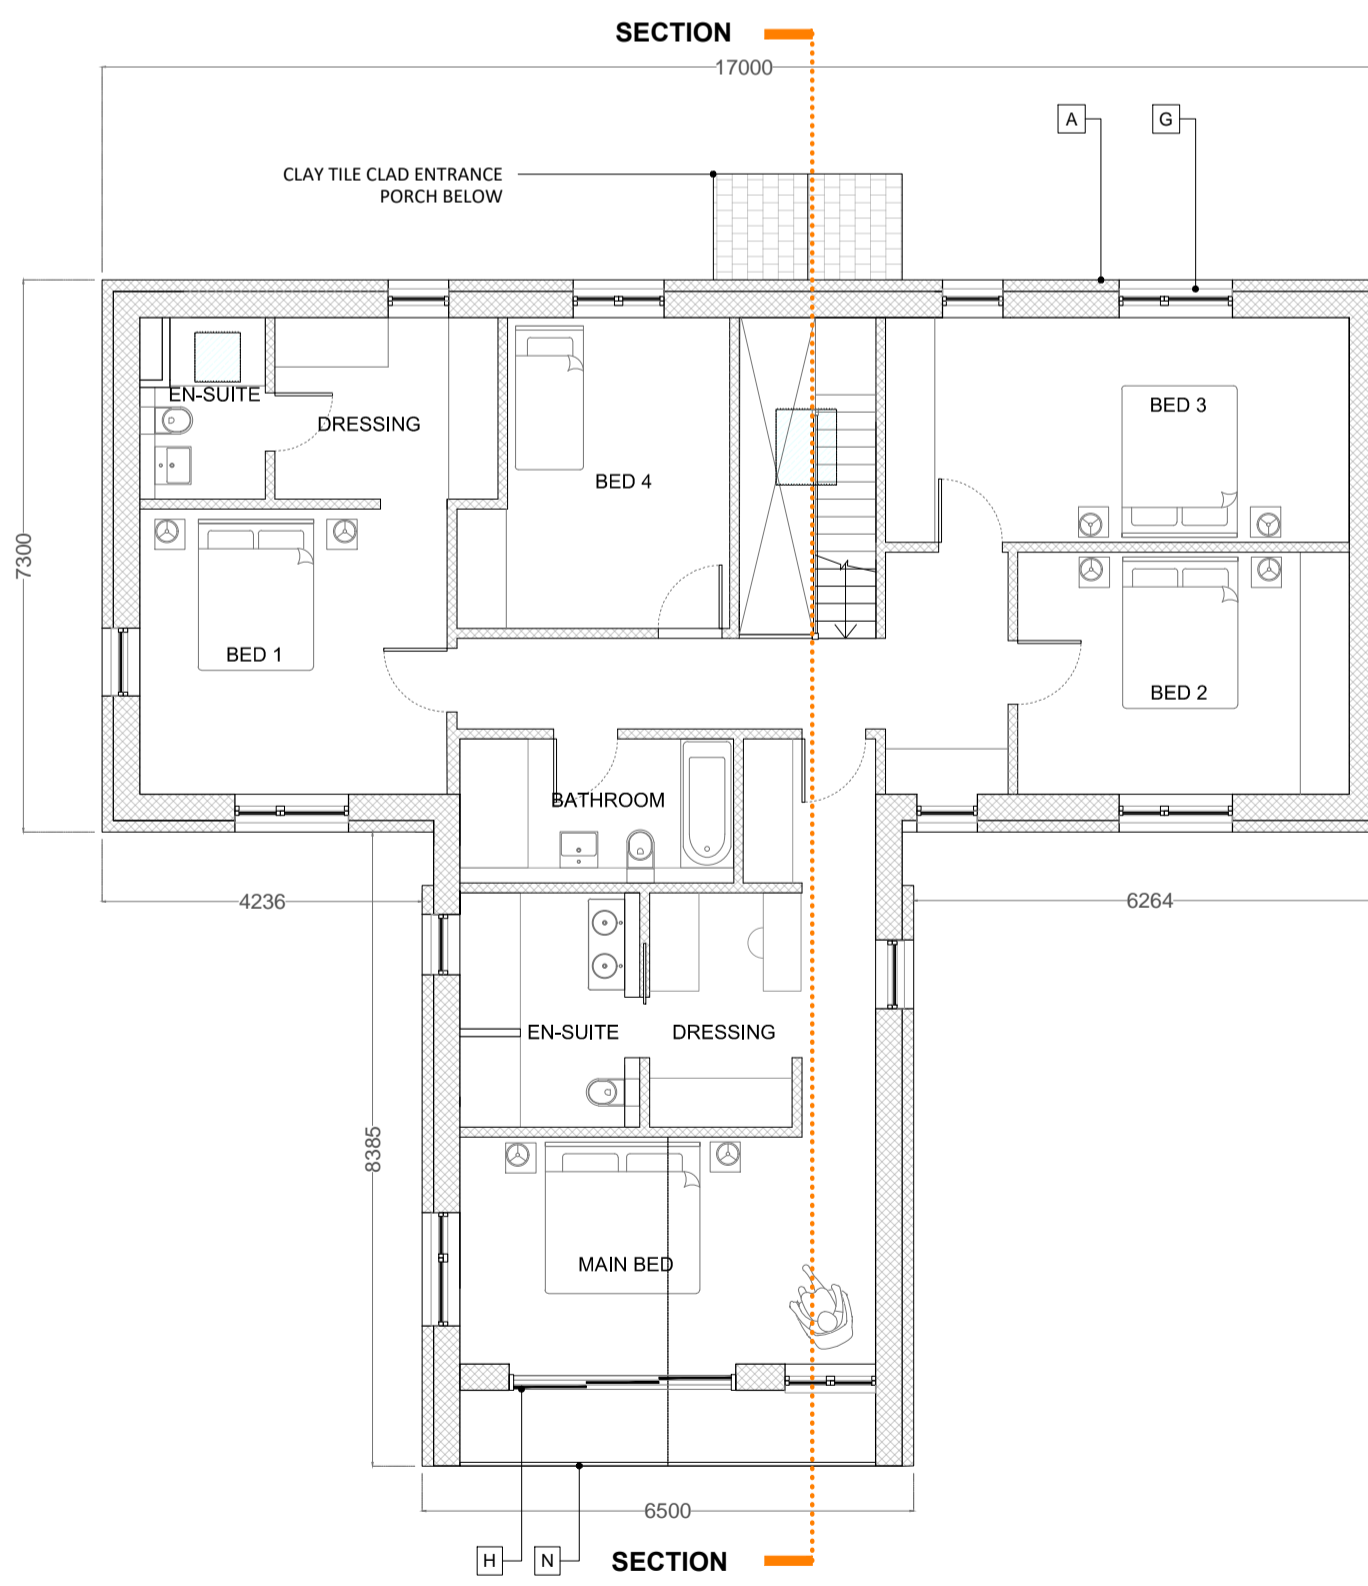 SECTION
17000
A
G
CLAY TILE CLAD ENTRANCE
PORCH BELOW
EN-SUITE
DRESSING
BED 3
BED 4
7300
BED 1
BED 2
BATHROOM
4236
6264
EN-SUITE
DRESSING
8385
MAIN BED
6500
H
N
SECTION